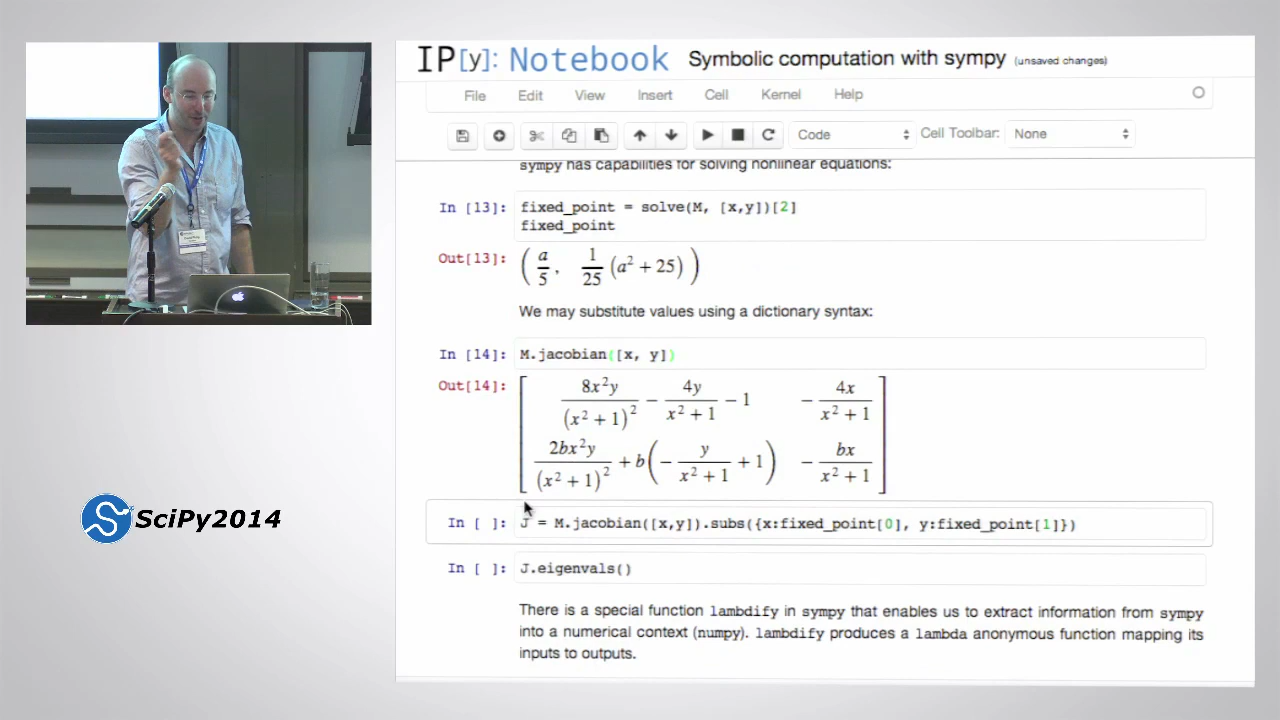 IP[y]: Notebook Symbolic computation with sympy (unsaved changes)
File Edit View Insert Cell Kernel Help
Code Cell Toolbar: None
sympy has capabilities for solving nonlinear equations:
In [13]: fixed_point = solve(M, [x,y])[2]
fixed_point
Out[13]: ( a/5, 1/25 (a² + 25) )
We may substitute values using a dictionary syntax:
In [14]: M.jacobian([x, y])
Out[14]: [ 8x²y/(x² + 1)² − 4y/(x² + 1) − 1   − 4x/(x² + 1)
2bx²y/(x² + 1)² + b(− y/(x² + 1) + 1)   − bx/(x² + 1) ]
In [ ]: J = M.jacobian([x,y]).subs({x:fixed_point[0], y:fixed_point[1]})
In [ ]: J.eigenvals()
There is a special function lambdify in sympy that enables us to extract information from sympy
into a numerical context (numpy). lambdify produces a lambda anonymous function mapping its
inputs to outputs.
SciPy2014